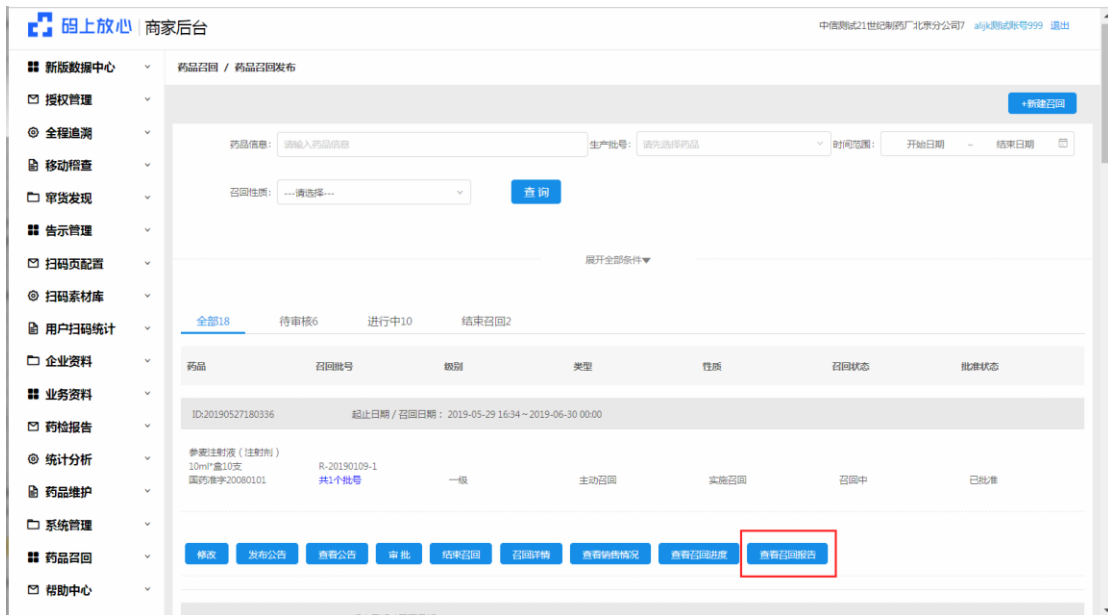 码上放心 商家后台
中信测试21世纪制药厂北京分公司7 alijk测试账号999 退出
新版数据中心
授权管理
全程追溯
移动稽查
窜货发现
告示管理
扫码页配置
扫码素材库
用户扫码统计
企业资料
业务资料
药检报告
统计分析
药品维护
系统管理
药品召回
帮助中心
药品召回 / 药品召回发布
+新建召回
药品信息: 请输入药品信息 生产批号: 请先选择药品 时间范围: 开始日期 ~ 结束日期
召回性质: ---请选择--- 查 询
展开全部条件▼
全部18 待审核6 进行中10 结束召回2
药品 召回批号 级别 类型 性质 召回状态 批准状态
ID:20190527180336 起止日期 / 召回日期: 2019-05-29 16:34 ~ 2019-06-30 00:00
参麦注射液(注射剂)
10ml*盒10支 R-20190109-1
国药准字20080101 共1个批号 一级 主动召回 实施召回 召回中 已批准
修改 发布公告 查看公告 审 批 结束召回 召回详情 查看销售情况 查看召回进度 查看召回报告